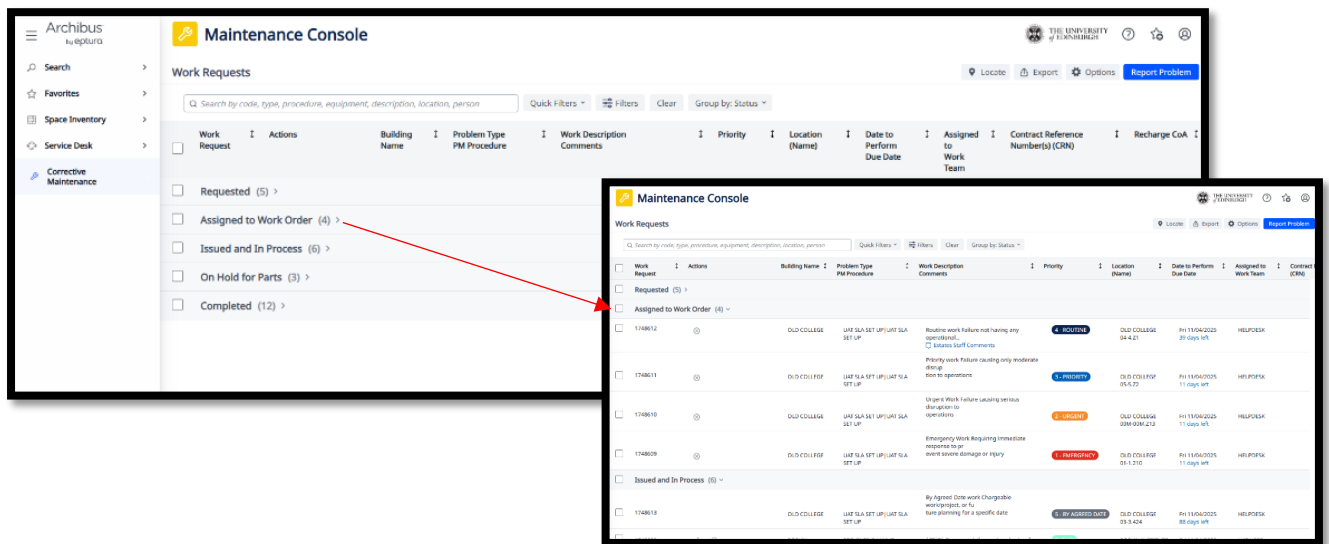 Archibus
by eptura
Search
Favorites
Space Inventory
Service Desk
Corrective
Maintenance
Maintenance Console
THE UNIVERSITY
of EDINBURGH
Work Requests
Locate Export Options Report Problem
Search by code, type, procedure, equipment, description, location, person Quick Filters Filters Clear Group by: Status
Work Request Actions Building Name Problem Type PM Procedure Work Description Comments Priority Location (Name) Date to Perform Due Date Assigned to Work Team Contract Reference Number(s) (CRN) Recharge CoA
Requested (5)
Assigned to Work Order (4)
Issued and In Process (6)
On Hold for Parts (3)
Completed (12)
Maintenance Console
THE UNIVERSITY
of EDINBURGH
Work Requests
Locate Export Options Report Problem
Search by code, type, procedure, equipment, description, location, person Quick Filters Filters Clear Group by: Status
Work Request Actions Building Name Problem Type PM Procedure Work Description Comments Priority Location (Name) Date to Perform Due Date Assigned to Work Team Contract (CRN)
Requested (5)
Assigned to Work Order (4)
1748612 OLD COLLEGE UAT SLA SET UP|UAT SLA SET UP Routine work Failure not having any operational... 4 - ROUTINE OLD COLLEGE 04-4.21 Fri 11/04/2025 39 days left HELPDESK
Estates Staff Comments
1748611 OLD COLLEGE UAT SLA SET UP|UAT SLA SET UP Priority work Failure causing only moderate disrup tion to operations 3 - PRIORITY OLD COLLEGE 05-5.Z2 Fri 11/04/2025 11 days left HELPDESK
1748610 OLD COLLEGE UAT SLA SET UP|UAT SLA SET UP Urgent Work Failure causing serious disruption to operations 2 - URGENT OLD COLLEGE 00M-00M.Z13 Fri 11/04/2025 11 days left HELPDESK
1748609 OLD COLLEGE UAT SLA SET UP|UAT SLA SET UP Emergency Work Requiring immediate response to pr event severe damage or injury 1 - EMERGENCY OLD COLLEGE 01-1.210 Fri 11/04/2025 11 days left HELPDESK
Issued and In Process (6)
1748613 OLD COLLEGE UAT SLA SET UP|UAT SLA SET UP By Agreed Date work Chargeable work/project, or fu ture planning for a specific date 5 - BY AGREED DATE OLD COLLEGE 03-3.424 Fri 11/04/2025 88 days left HELPDESK